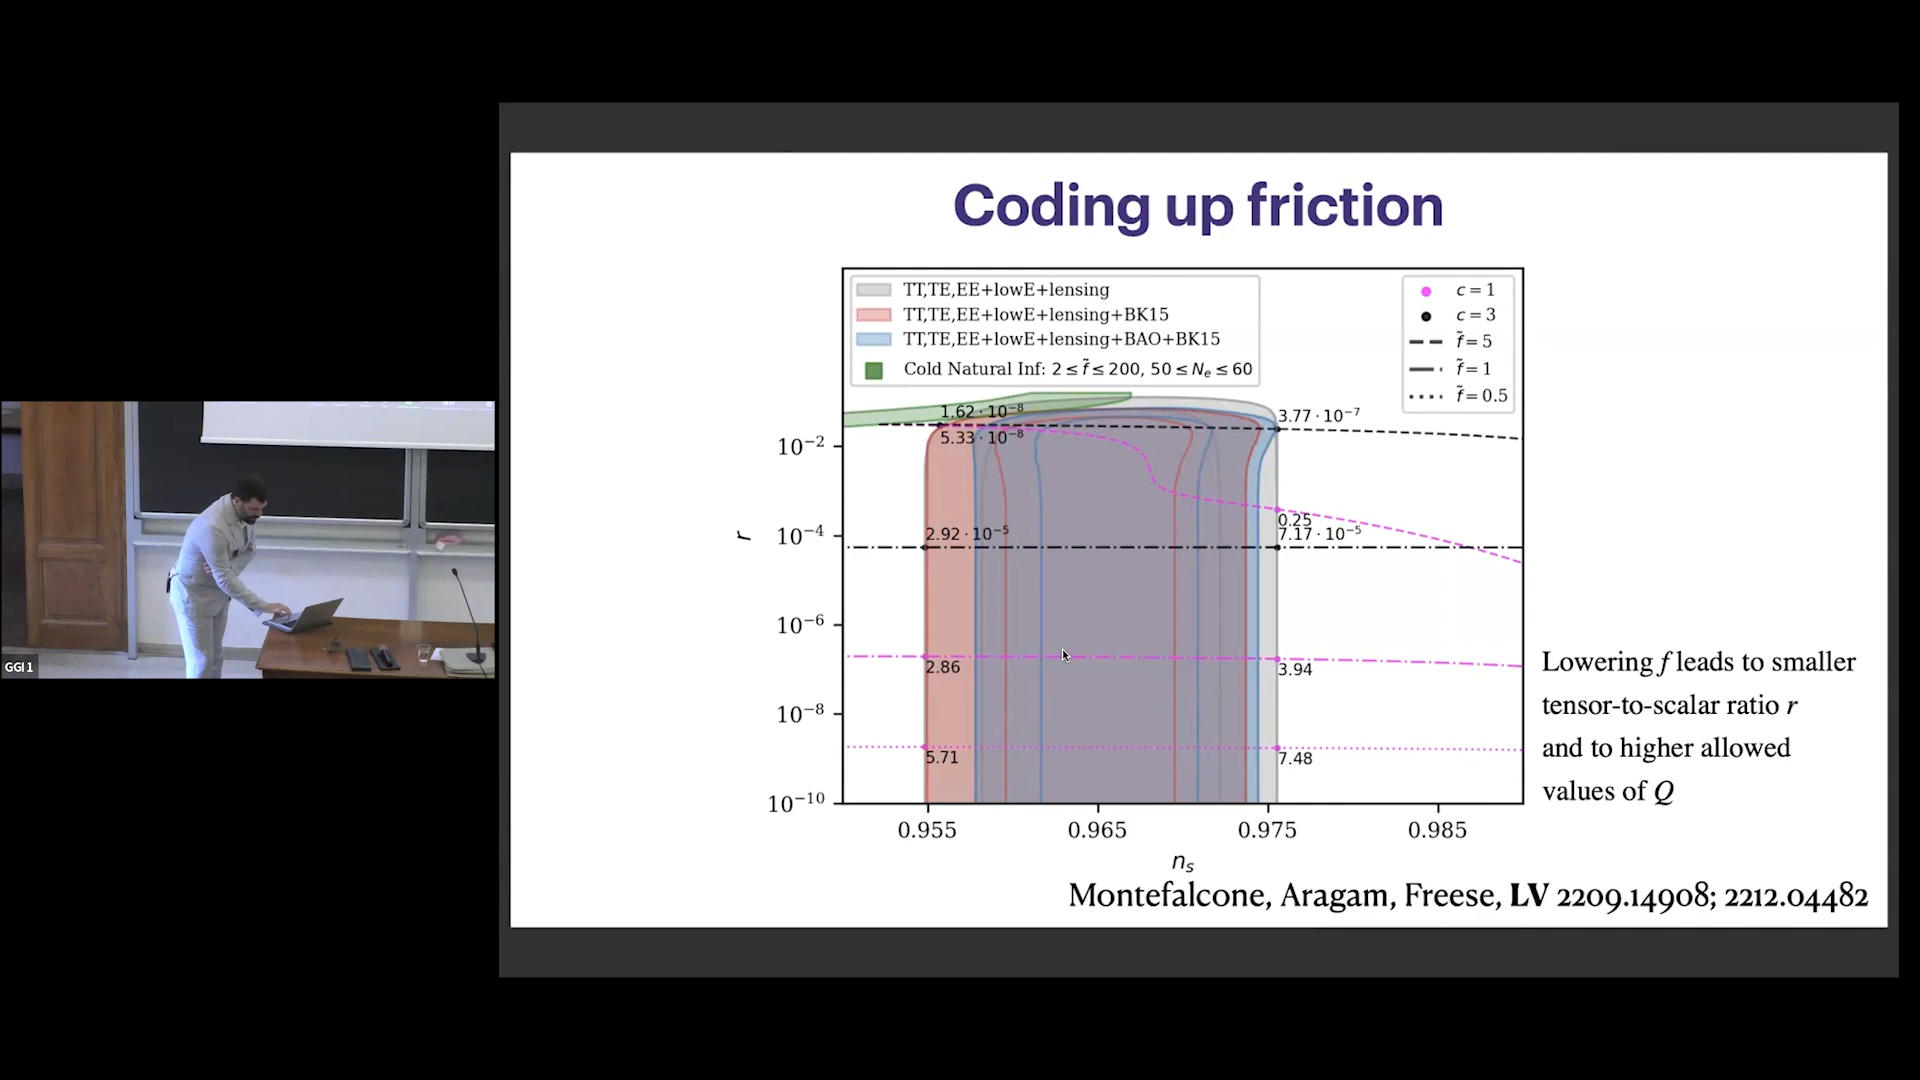 Coding up friction
TT,TE,EE+lowE+lensing
TT,TE,EE+lowE+lensing+BK15
TT,TE,EE+lowE+lensing+BAO+BK15
Cold Natural Inf: 2 ≤ f̃ ≤ 200, 50 ≤ Nₑ ≤ 60
c = 1
c = 3
f̃ = 5
f̃ = 1
f̃ = 0.5
1.62 · 10⁻⁸
5.33 · 10⁻⁸
3.77 · 10⁻⁷
0.25
2.92 · 10⁻⁵
7.17 · 10⁻⁵
2.86
3.94
5.71
7.48
r
10⁻²
10⁻⁴
10⁻⁶
10⁻⁸
10⁻¹⁰
0.955 0.965 0.975 0.985
nₛ
Lowering f leads to smaller
tensor-to-scalar ratio r
and to higher allowed
values of Q
Montefalcone, Aragam, Freese, LV 2209.14908; 2212.04482
GGI 1